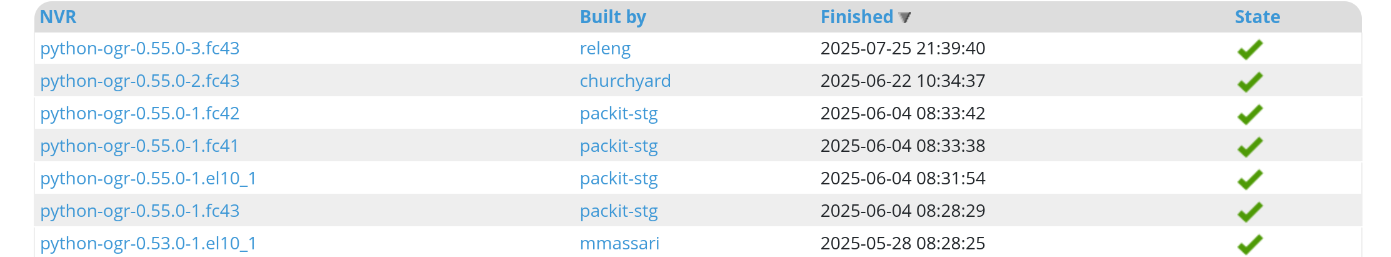 NVR Built by Finished State
python-ogr-0.55.0-3.fc43 releng 2025-07-25 21:39:40
python-ogr-0.55.0-2.fc43 churchyard 2025-06-22 10:34:37
python-ogr-0.55.0-1.fc42 packit-stg 2025-06-04 08:33:42
python-ogr-0.55.0-1.fc41 packit-stg 2025-06-04 08:33:38
python-ogr-0.55.0-1.el10_1 packit-stg 2025-06-04 08:31:54
python-ogr-0.55.0-1.fc43 packit-stg 2025-06-04 08:28:29
python-ogr-0.53.0-1.el10_1 mmassari 2025-05-28 08:28:25